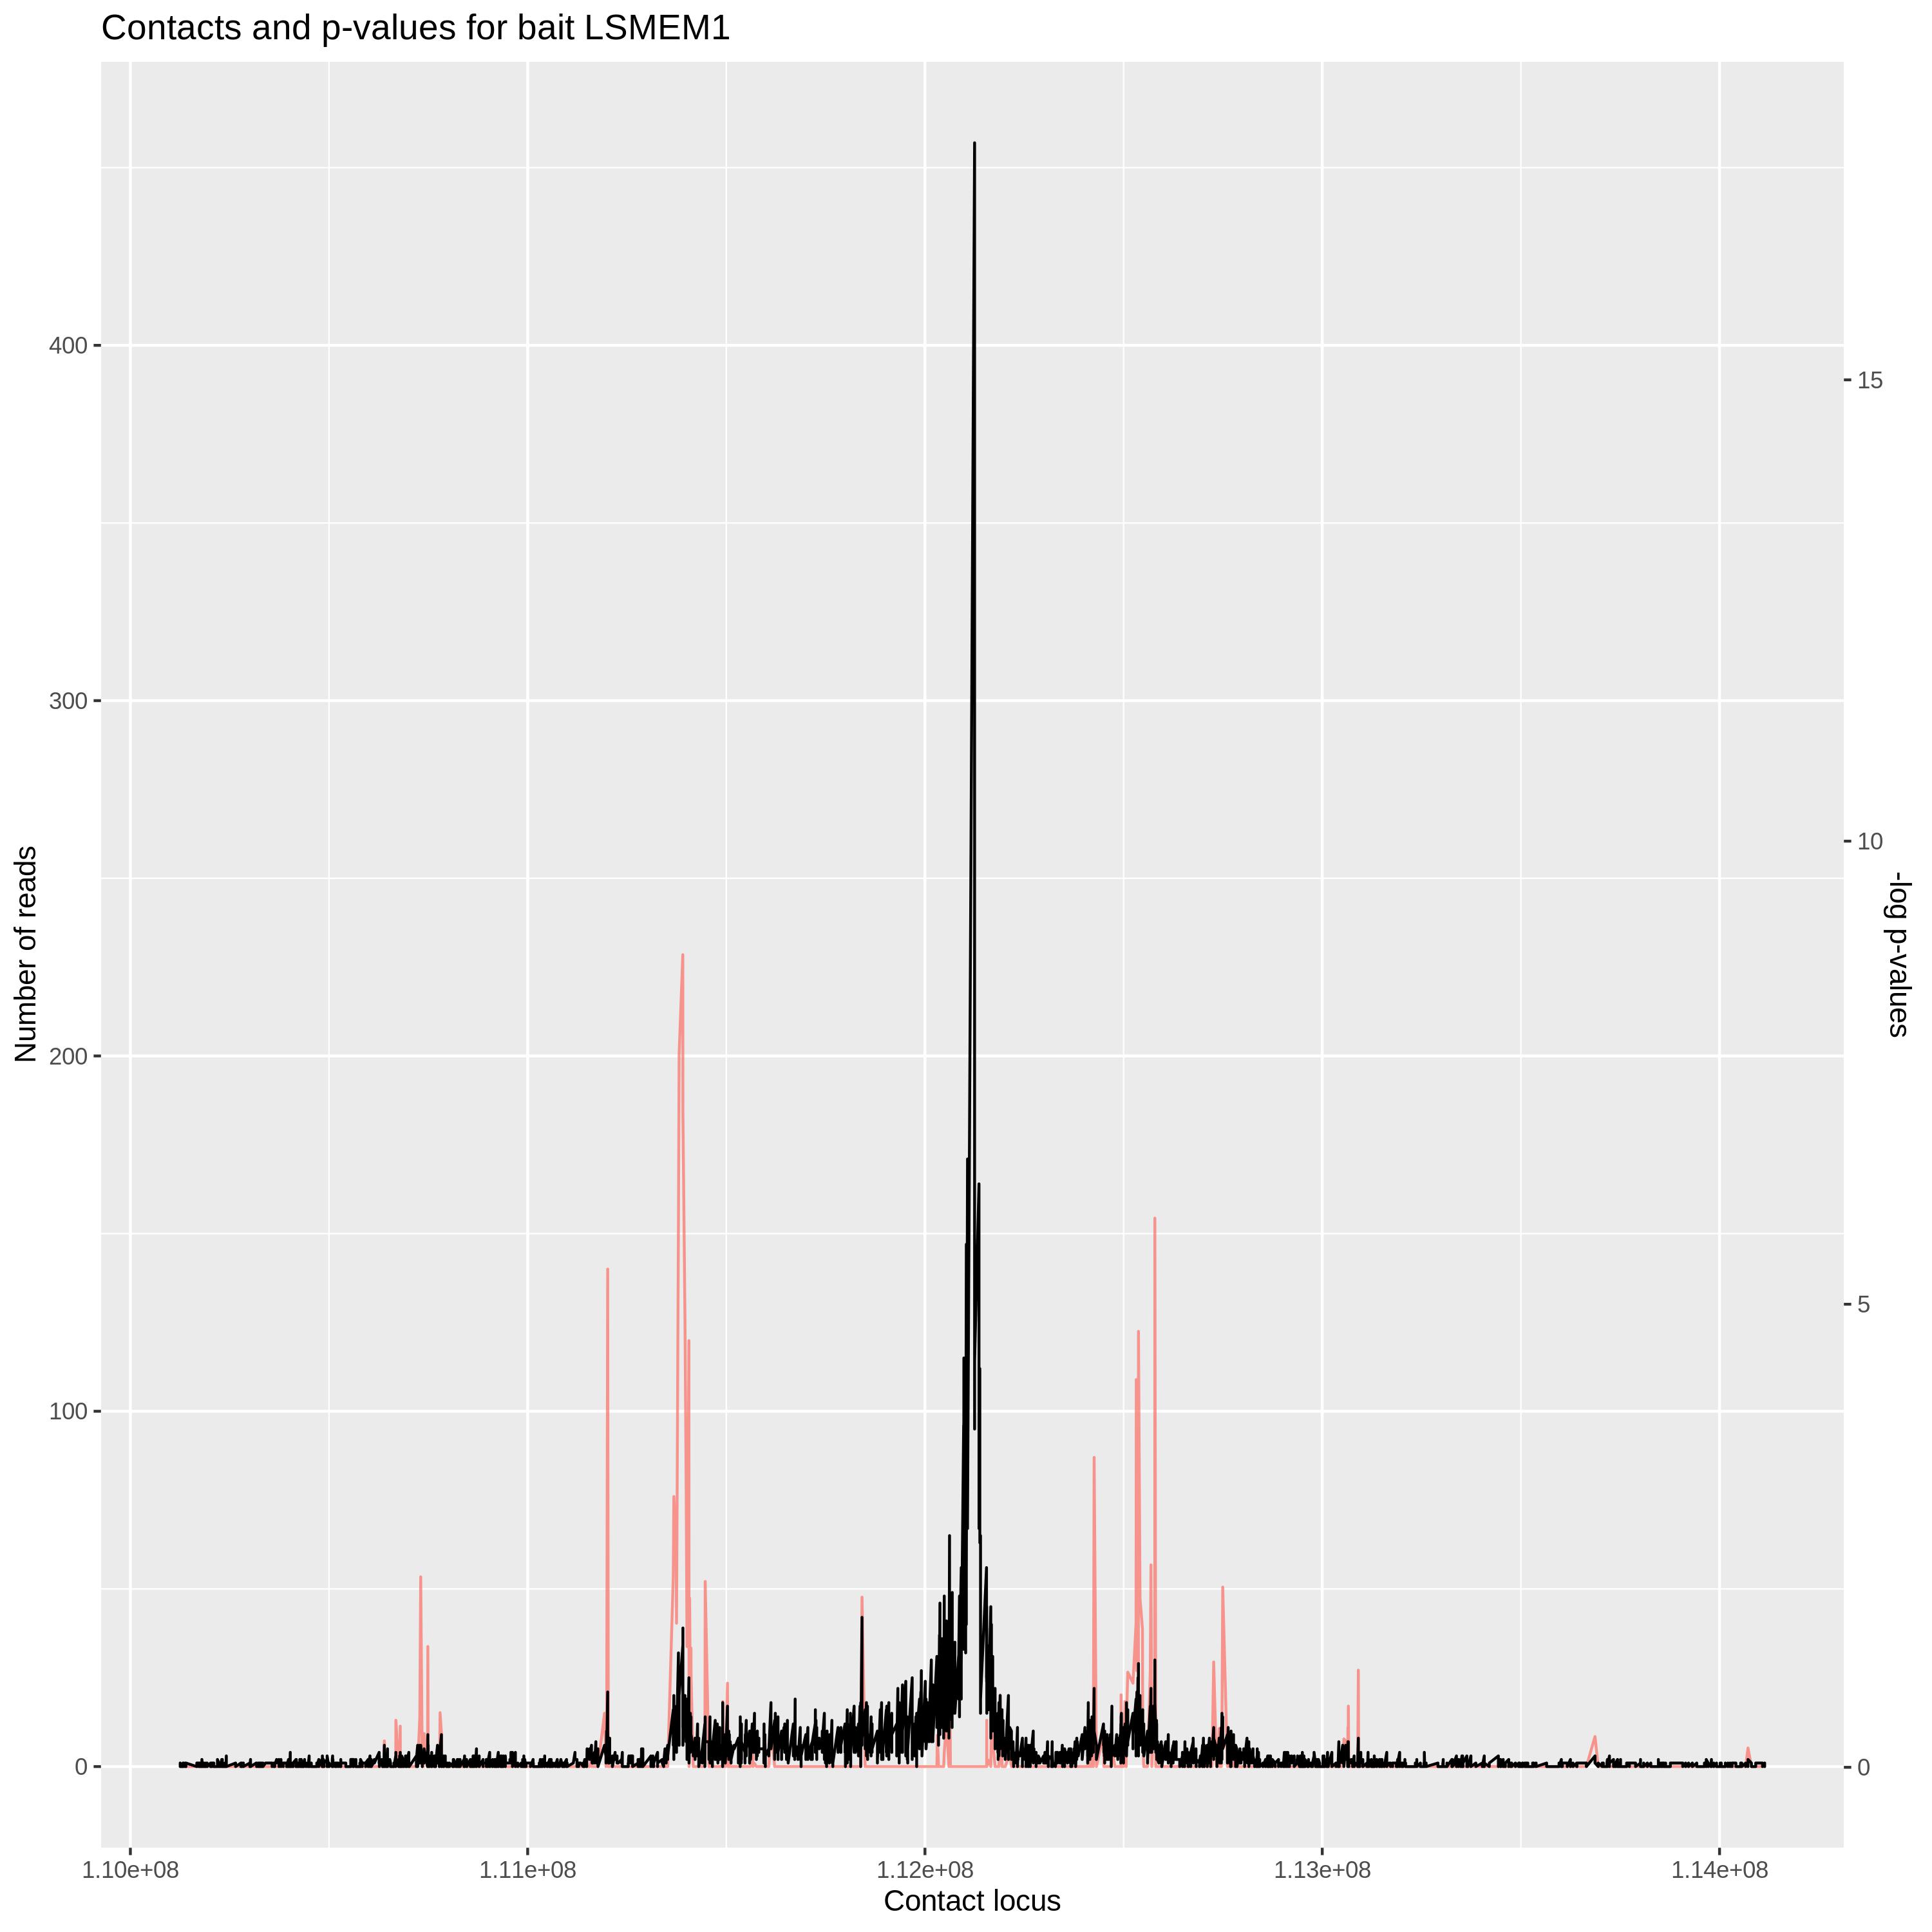 Contacts and p-values for bait LSMEM1
400
300
200
100
0
Number of reads
15
10
5
0
-log p-values
1.10e+08
1.11e+08
1.12e+08
1.13e+08
1.14e+08
Contact locus